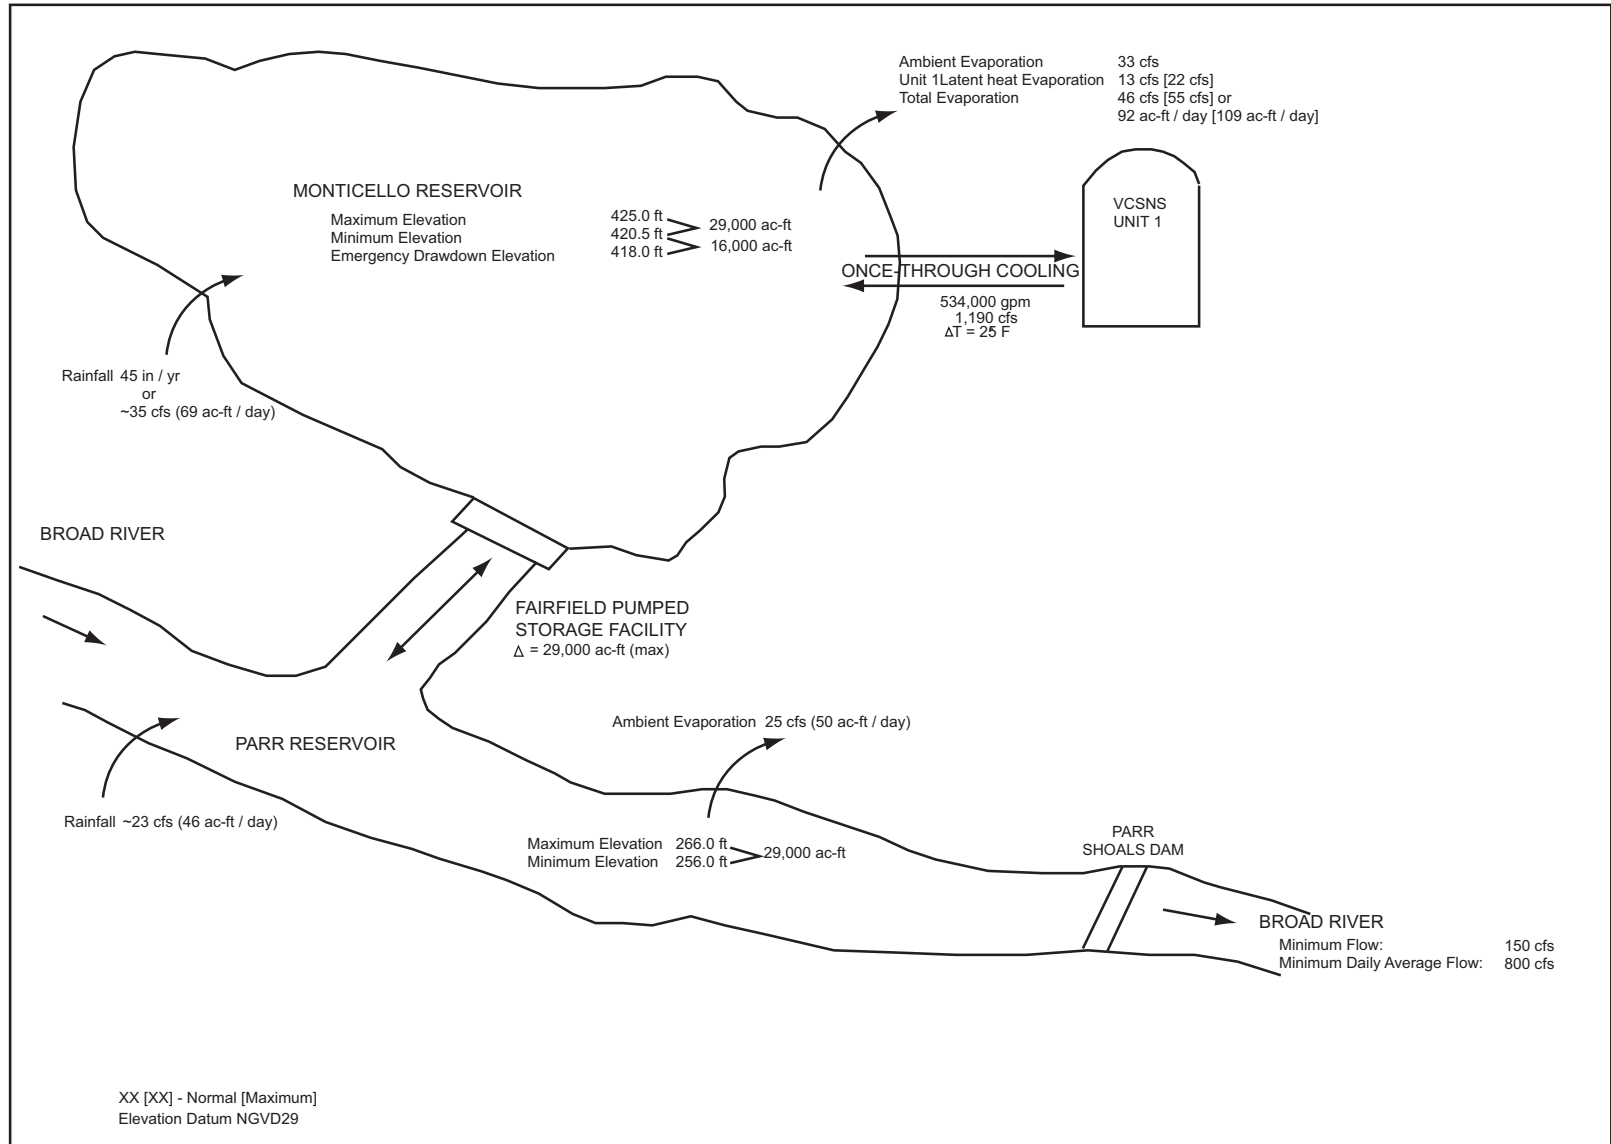 Ambient Evaporation 33 cfs
Unit 1Latent heat Evaporation 13 cfs [22 cfs]
Total Evaporation 46 cfs [55 cfs] or
92 ac-ft / day [109 ac-ft / day]
VCSNS
UNIT 1
MONTICELLO RESERVOIR
Maximum Elevation 425.0 ft
Minimum Elevation 420.5 ft
Emergency Drawdown Elevation 418.0 ft
29,000 ac-ft
16,000 ac-ft
ONCE-THROUGH COOLING
534,000 gpm
1,190 cfs
ΔT = 25 F
Rainfall 45 in / yr
or
~35 cfs (69 ac-ft / day)
BROAD RIVER
FAIRFIELD PUMPED
STORAGE FACILITY
Δ = 29,000 ac-ft (max)
PARR RESERVOIR
Ambient Evaporation 25 cfs (50 ac-ft / day)
Rainfall ~23 cfs (46 ac-ft / day)
Maximum Elevation 266.0 ft
Minimum Elevation 256.0 ft
29,000 ac-ft
PARR
SHOALS DAM
BROAD RIVER
Minimum Flow: 150 cfs
Minimum Daily Average Flow: 800 cfs
XX [XX] - Normal [Maximum]
Elevation Datum NGVD29